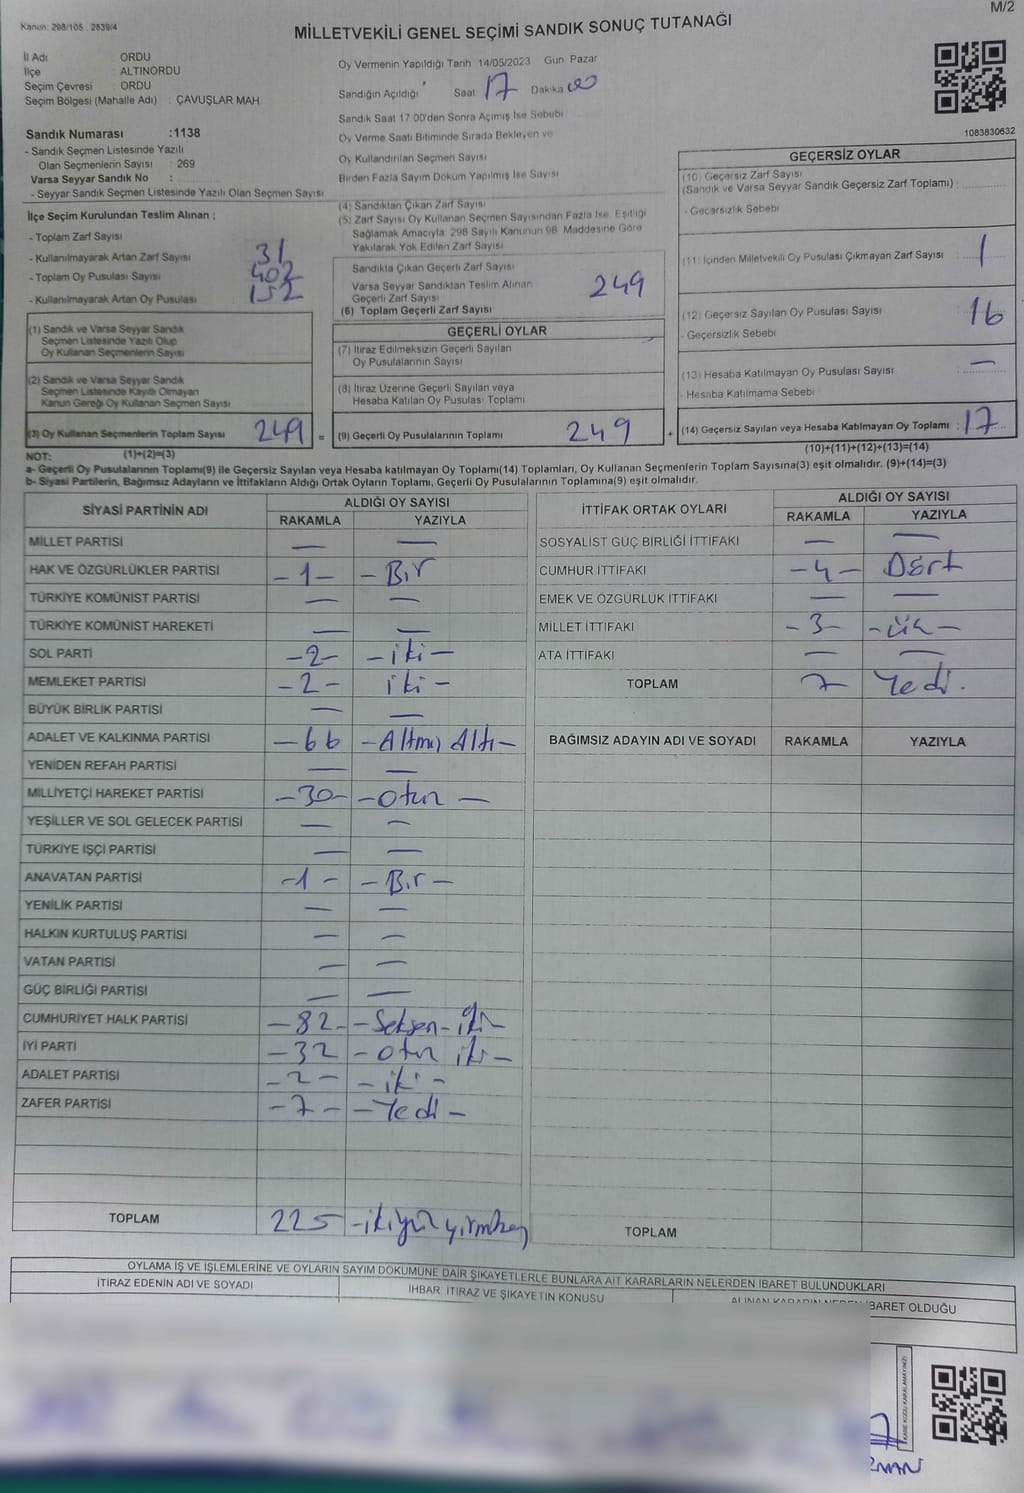 M/2
Kanun: 298/105 , 2839/4
MİLLETVEKİLİ GENEL SEÇİMİ SANDIK SONUÇ TUTANAĞI
İl Adı ORDU
İlçe ALTINORDU
Seçim Çevresi : ORDU
Seçim Bölgesi (Mahalle Adı) : ÇAVUŞLAR MAH.
Sandık Numarası :1138
- Sandık Seçmen Listesinde Yazılı
Olan Seçmenlerin Sayısı : 269
Varsa Seyyar Sandık No :
- Seyyar Sandık Seçmen Listesinde Yazılı Olan Seçmen Sayısı
Oy Vermenin Yapıldığı Tarih 14/05/2023 Gün: Pazar
Sandığın Açıldığı Saat: 17 Dakika 00
Sandık Saat 17.00'den Sonra Açımış İse Sebebi
Oy Verme Saati Bitiminde Sırada Bekleyen ve
Oy Kullandırılan Seçmen Sayısı
Birden Fazla Sayım Döküm Yapılmış İse Sayısı
1083830632
İlçe Seçim Kurulundan Teslim Alınan ;
- Toplam Zarf Sayısı
- Kullanılmayarak Artan Zarf Sayısı 31
- Toplam Oy Pusulası Sayısı 402
- Kullanılmayarak Artan Oy Pusulası 152
(1) Sandık ve Varsa Seyyar Sandık
Seçmen Listesinde Yazılı Olup
Oy Kullanan Seçmenlerin Sayısı
(2) Sandık ve Varsa Seyyar Sandık
Seçmen Listesinde Kayıtlı Olmayan
Kanun Gereği Oy Kullanan Seçmen Sayısı
(3) Oy Kullanan Seçmenlerin Toplam Sayısı 249 =
(4) Sandıktan Çıkan Zarf Sayısı
(5) Zarf Sayısı Oy Kullanan Seçmen Sayısından Fazla İse, Eşitliği
Sağlamak Amacıyla 298 Sayılı Kanunun 98. Maddesine Göre
Yakılarak Yok Edilen Zarf Sayısı
Sandıkta Çıkan Geçerli Zarf Sayısı
Varsa Seyyar Sandıktan Teslim Alınan
Geçerli Zarf Sayısı
(6) Toplam Geçerli Zarf Sayısı 249
GEÇERLİ OYLAR
(7) İtiraz Edilmeksizin Geçerli Sayılan
Oy Pusulalarının Sayısı
(8) İtiraz Üzerine Geçerli Sayılan veya
Hesaba Katılan Oy Pusulası Toplamı
(9) Geçerli Oy Pusulalarının Toplamı 249 +
GEÇERSİZ OYLAR
(10) Geçersiz Zarf Sayısı
(Sandık ve Varsa Seyyar Sandık Geçersiz Zarf Toplamı) :
- Geçersizlik Sebebi
(11) İçinden Milletvekili Oy Pusulası Çıkmayan Zarf Sayısı 1
(12) Geçersiz Sayılan Oy Pusulası Sayısı 16
- Geçersizlik Sebebi
(13) Hesaba Katılmayan Oy Pusulası Sayısı : —
- Hesaba Katılmama Sebebi
(14) Geçersiz Sayılan veya Hesaba Katılmayan Oy Toplamı : 17
NOT: (1)+(2)=(3) (10)+(11)+(12)+(13)=(14)
a- Geçerli Oy Pusulalarının Toplamı(9) ile Geçersiz Sayılan veya Hesaba katılmayan Oy Toplamı(14) Toplamları, Oy Kullanan Seçmenlerin Toplam Sayısına(3) eşit olmalıdır. (9)+(14)=(3)
b- Siyasi Partilerin, Bağımsız Adayların ve İttifakların Aldığı Ortak Oyların Toplamı, Geçerli Oy Pusulalarının Toplamına(9) eşit olmalıdır.
SİYASİ PARTİNİN ADI ALDIĞI OY SAYISI
RAKAMLA YAZIYLA
MİLLET PARTİSİ — —
HAK VE ÖZGÜRLÜKLER PARTİSİ -1- -Bir
TÜRKİYE KOMÜNİST PARTİSİ — —
TÜRKİYE KOMÜNİST HAREKETİ — —
SOL PARTİ -2- -iki-
MEMLEKET PARTİSİ -2- iki-
BÜYÜK BİRLİK PARTİSİ — —
ADALET VE KALKINMA PARTİSİ -66 -Altmış Altı-
YENİDEN REFAH PARTİSİ — —
MİLLİYETÇİ HAREKET PARTİSİ -30- -otuz-
YEŞİLLER VE SOL GELECEK PARTİSİ — —
TÜRKİYE İŞÇİ PARTİSİ — —
ANAVATAN PARTİSİ -1- -Bir-
YENİLİK PARTİSİ — —
HALKIN KURTULUŞ PARTİSİ — —
VATAN PARTİSİ — —
GÜÇ BİRLİĞİ PARTİSİ — —
CUMHURİYET HALK PARTİSİ -82- -Seksen-iki-
İYİ PARTİ -32 -otuz iki-
ADALET PARTİSİ -2- -iki-
ZAFER PARTİSİ -7- -Yedi-
TOPLAM 225 -ikiyüz yirmibeş
İTTİFAK ORTAK OYLARI ALDIĞI OY SAYISI
RAKAMLA YAZIYLA
SOSYALİST GÜÇ BİRLİĞİ İTTİFAKI — —
CUMHUR İTTİFAKI -4- Dört
EMEK VE ÖZGÜRLÜK İTTİFAKI — —
MİLLET İTTİFAKI -3- -üç-
ATA İTTİFAKI — —
TOPLAM 7 Yedi.
BAĞIMSIZ ADAYIN ADI VE SOYADI RAKAMLA YAZIYLA
TOPLAM
OYLAMA İŞ VE İŞLEMLERİNE VE OYLARIN SAYIM DÖKÜMÜNE DAİR ŞİKAYETLERLE BUNLARA AİT KARARLARIN NELERDEN İBARET BULUNDUKLARI
İTİRAZ EDENİN ADI VE SOYADI İHBAR, İTİRAZ VE ŞİKAYETİN KONUSU ALINAN KARARIN NEDEN İBARET OLDUĞU